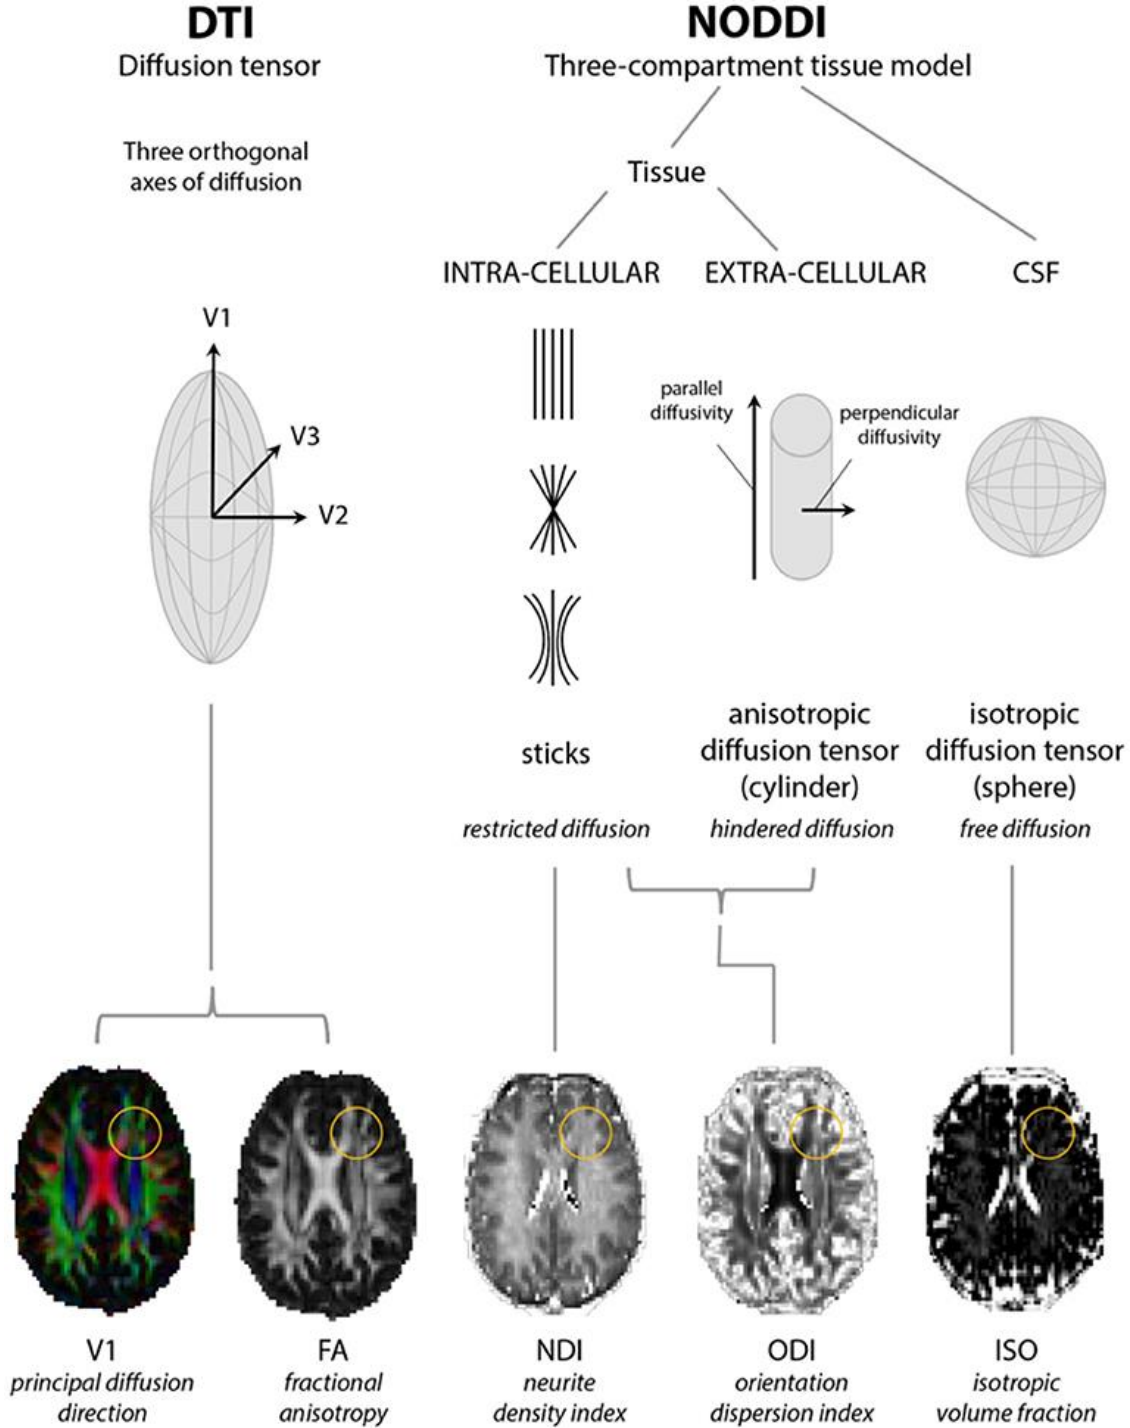 DTI
Diffusion tensor
Three orthogonal
axes of diffusion
V1
V3
V2
NODDI
Three-compartment tissue model
Tissue
INTRA-CELLULAR
EXTRA-CELLULAR
CSF
parallel
diffusivity
perpendicular
diffusivity
sticks
restricted diffusion
anisotropic
diffusion tensor
(cylinder)
hindered diffusion
isotropic
diffusion tensor
(sphere)
free diffusion
V1
principal diffusion
direction
FA
fractional
anisotropy
NDI
neurite
density index
ODI
orientation
dispersion index
ISO
isotropic
volume fraction